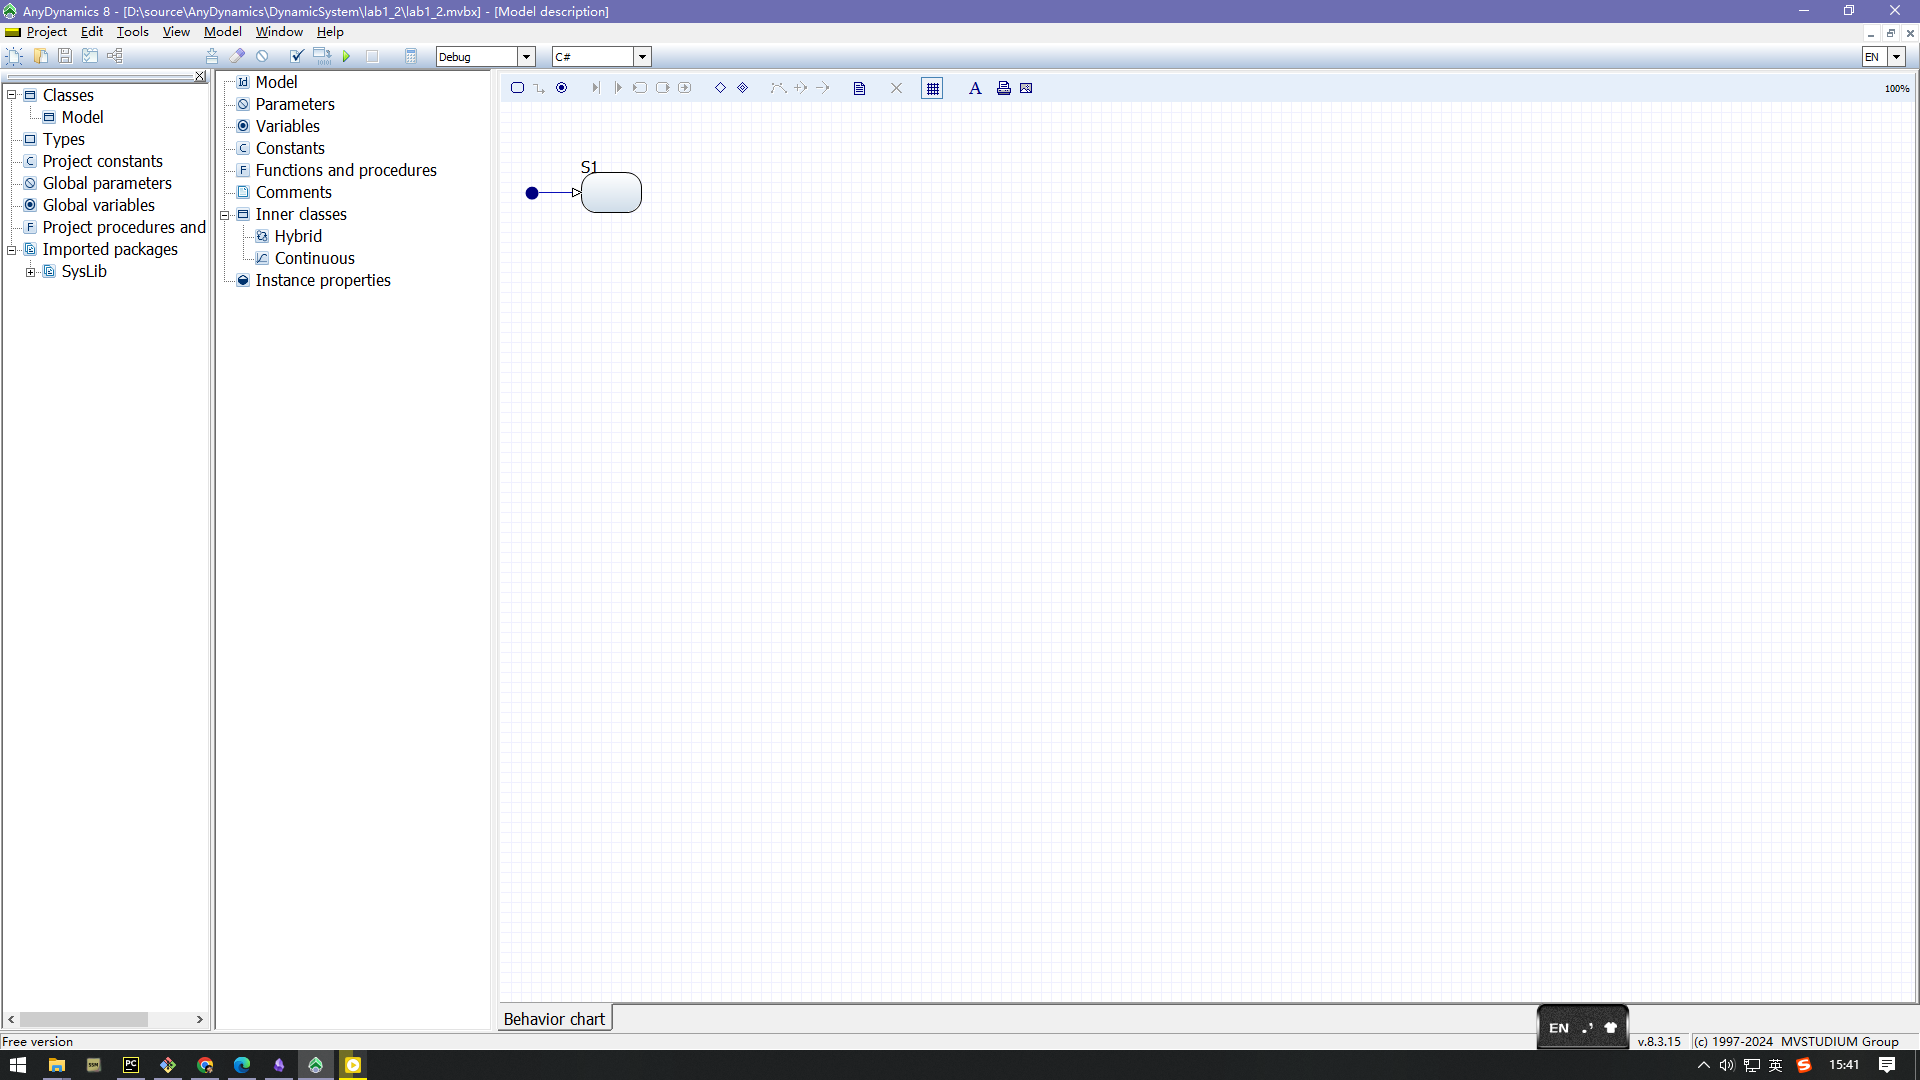 AnyDynamics 8 - [D:\source\AnyDynamics\DynamicSystem\lab1_2\lab1_2.mvbx] - [Model description]
Project Edit Tools View Model Window Help
Debug C# EN
Classes
Model
Types
Project constants
Global parameters
Global variables
Project procedures and
Imported packages
SysLib
Id Model
Parameters
Variables
C Constants
F Functions and procedures
Comments
Inner classes
Hybrid
Continuous
Instance properties
A 100%
S1
Behavior chart
EN
Free version v.8.3.15 (c) 1997-2024 MVSTUDIUM Group
PC 英 15:41